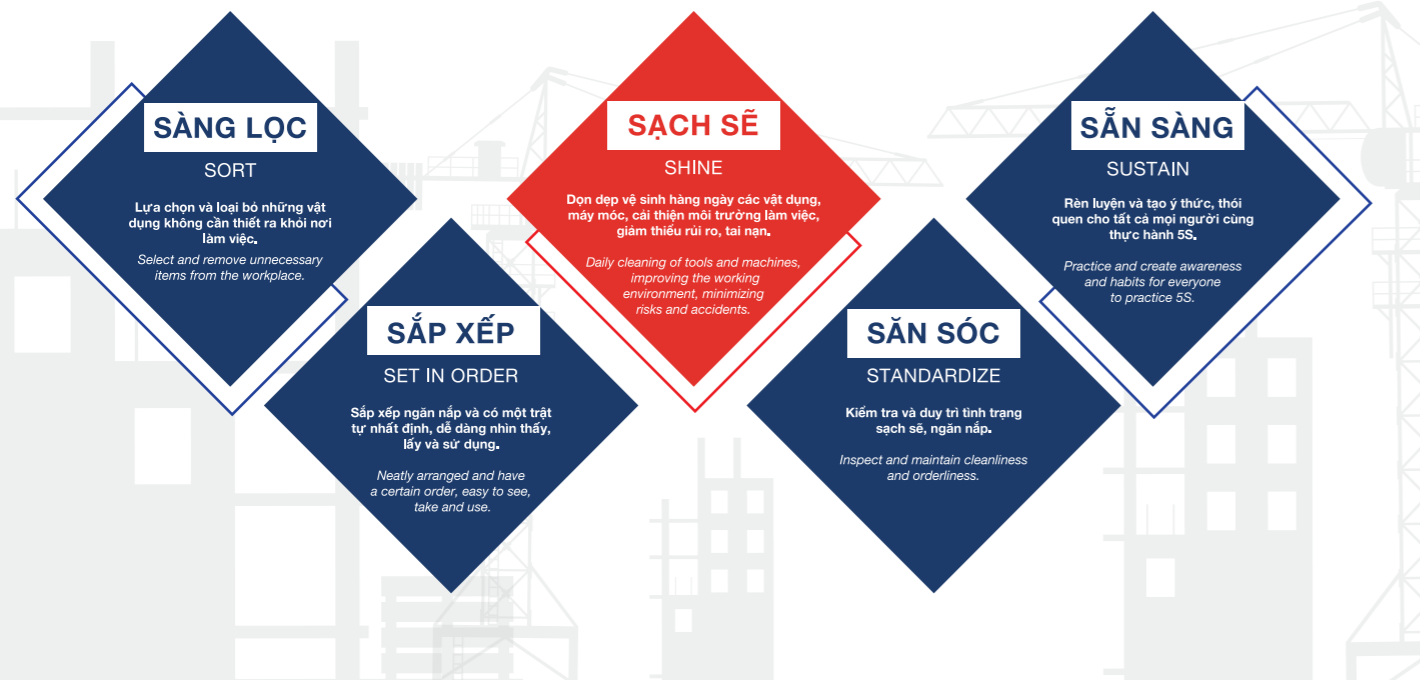 SÀNG LỌC
SORT
Lựa chọn và loại bỏ những vật
dụng không cần thiết ra khỏi nơi
làm việc.
Select and remove unnecessary
items from the workplace.
SẮP XẾP
SET IN ORDER
Sắp xếp ngăn nắp và có một trật
tự nhất định, dễ dàng nhìn thấy,
lấy và sử dụng.
Neatly arranged and have
a certain order, easy to see,
take and use.
SẠCH SẼ
SHINE
Dọn dẹp vệ sinh hàng ngày các vật dụng,
máy móc, cải thiện môi trường làm việc,
giảm thiểu rủi ro, tai nạn.
Daily cleaning of tools and machines,
improving the working
environment, minimizing
risks and accidents.
SĂN SÓC
STANDARDIZE
Kiểm tra và duy trì tình trạng
sạch sẽ, ngăn nắp.
Inspect and maintain cleanliness
and orderliness.
SẴN SÀNG
SUSTAIN
Rèn luyện và tạo ý thức, thói
quen cho tất cả mọi người cùng
thực hành 5S.
Practice and create awareness
and habits for everyone
to practice 5S.